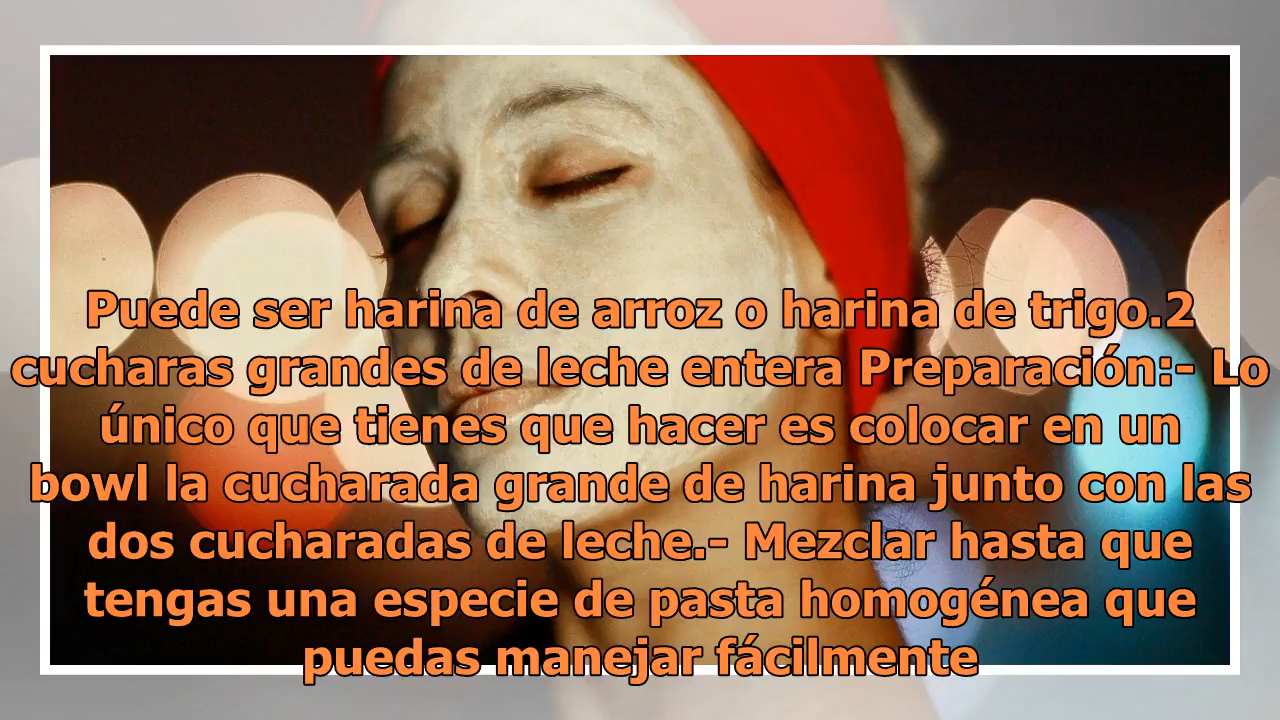 Puede ser harina de arroz o harina de trigo.2
cucharas grandes de leche entera Preparación:- Lo
único que tienes que hacer es colocar en un
bowl la cucharada grande de harina junto con las
dos cucharadas de leche.- Mezclar hasta que
tengas una especie de pasta homogénea que
puedas manejar fácilmente